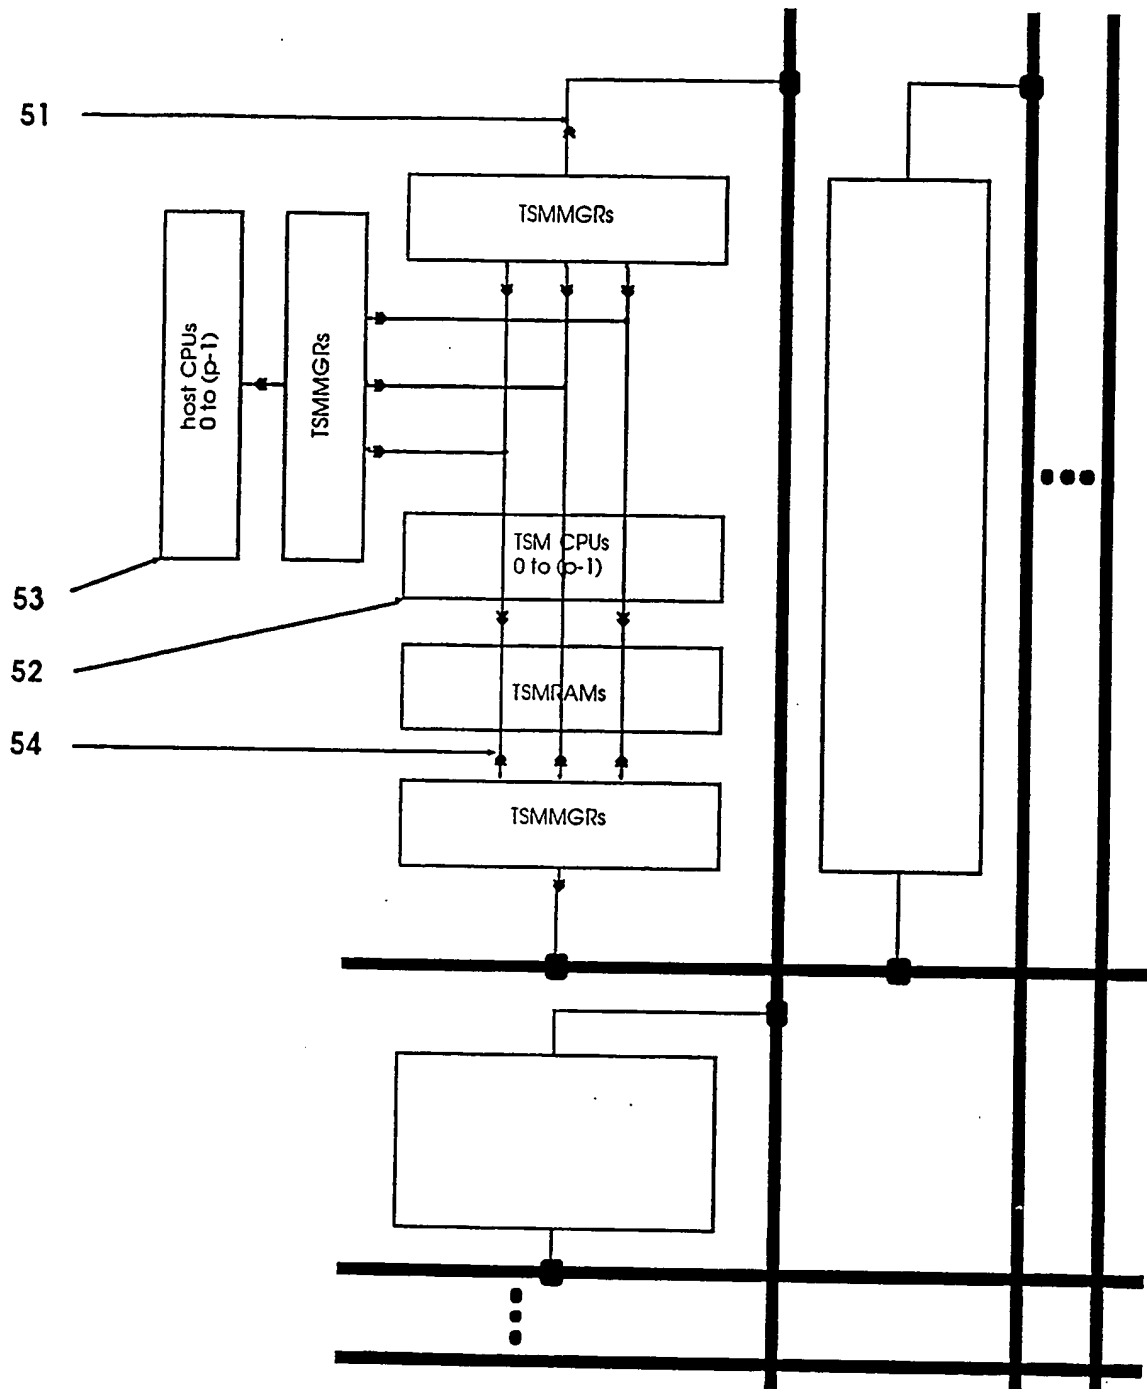 51
TSMMGRs
host CPUs
0 to (p-1)
TSMMGRs
TSM CPUs
0 to (p-1)
53
52
TSMRAMs
54
TSMMGRs